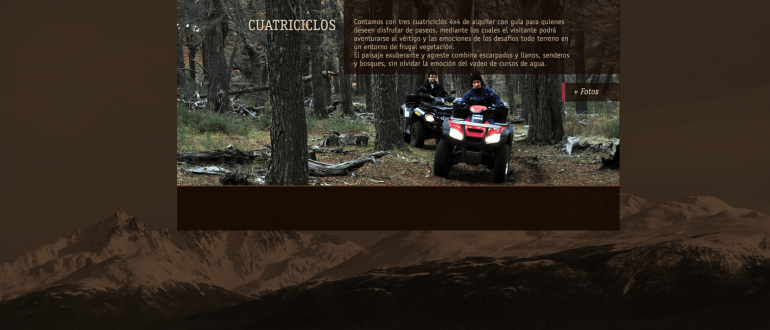 CUATRICICLOS
Contamos con tres cuatriciclos 4x4 de alquiler con guía para quienes
deseen disfrutar de paseos, mediante los cuales el visitante podrá
aventurarse al vértigo y las emociones de los desafíos todo terreno en
un entorno de frugal vegetación.
El paisaje exuberante y agreste combina escarpados y llanos, senderos
y bosques, sin olvidar la emoción del vadeo de cursos de agua.
+ Fotos